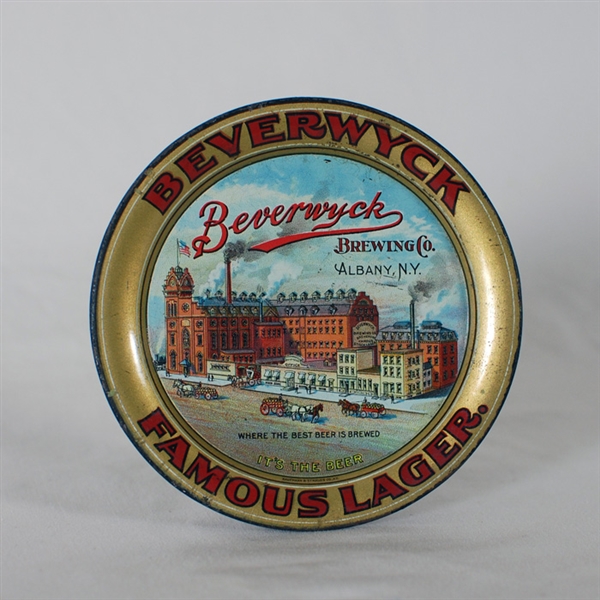 BEVERWYCK
Beverwyck
BREWING CO.
ALBANY, N.Y.
WHERE THE BEST BEER IS BREWED
IT'S THE BEER
FAMOUS LAGER.